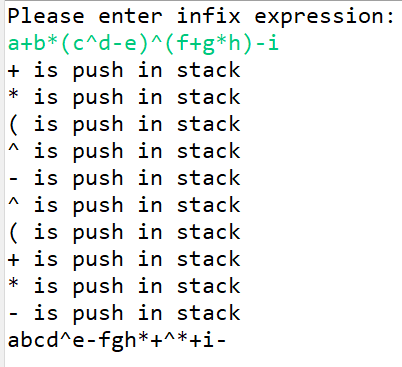 Please enter infix expression:
a+b*(c^d-e)^(f+g*h)-i
+ is push in stack
* is push in stack
( is push in stack
^ is push in stack
- is push in stack
^ is push in stack
( is push in stack
+ is push in stack
* is push in stack
- is push in stack
abcd^e-fgh*+^*+i-